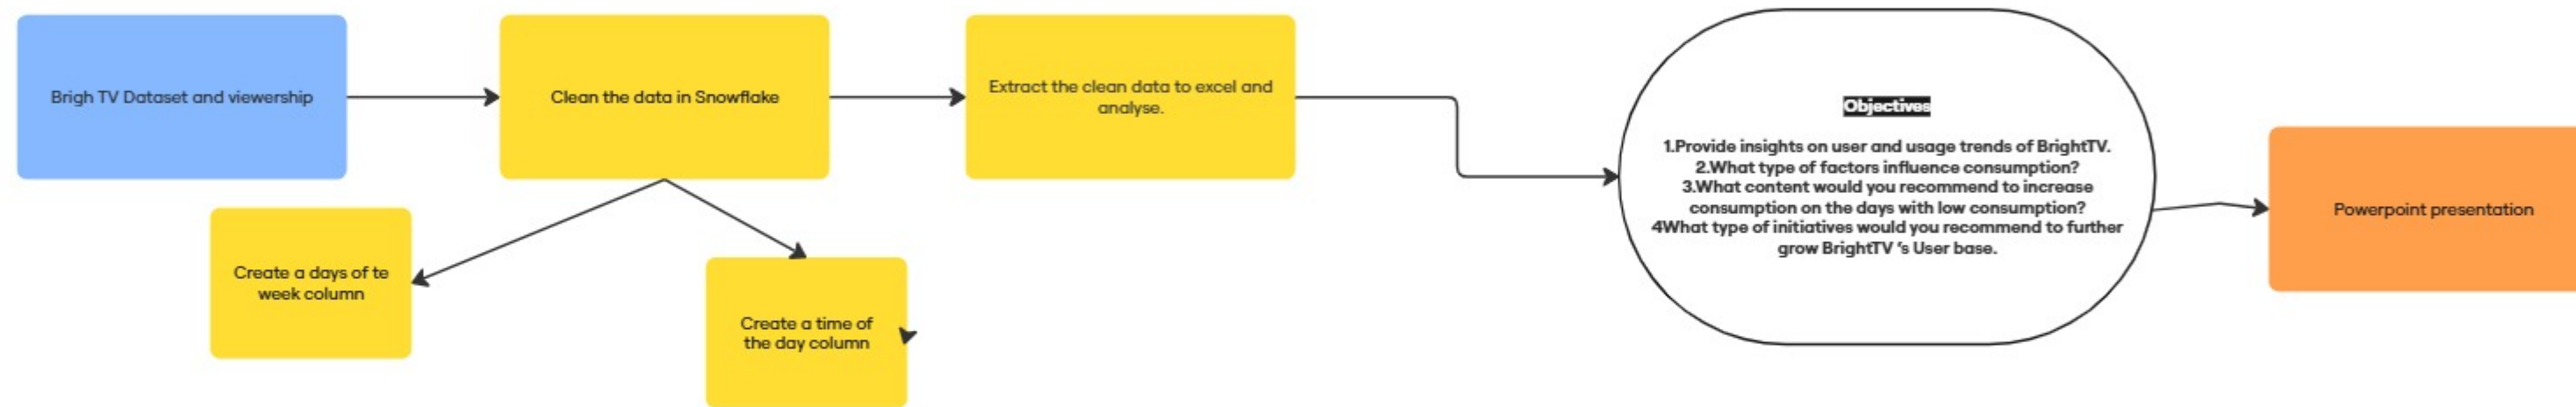 Brigh TV Dataset and viewership
Clean the data in Snowflake
Extract the clean data to excel and
analyse.
Create a days of te
week column
Create a time of
the day column
Objectives
1.Provide insights on user and usage trends of BrightTV.
2.What type of factors influence consumption?
3.What content would you recommend to increase
consumption on the days with low consumption?
4What type of initiatives would you recommend to further
grow BrightTV 's User base.
Powerpoint presentation